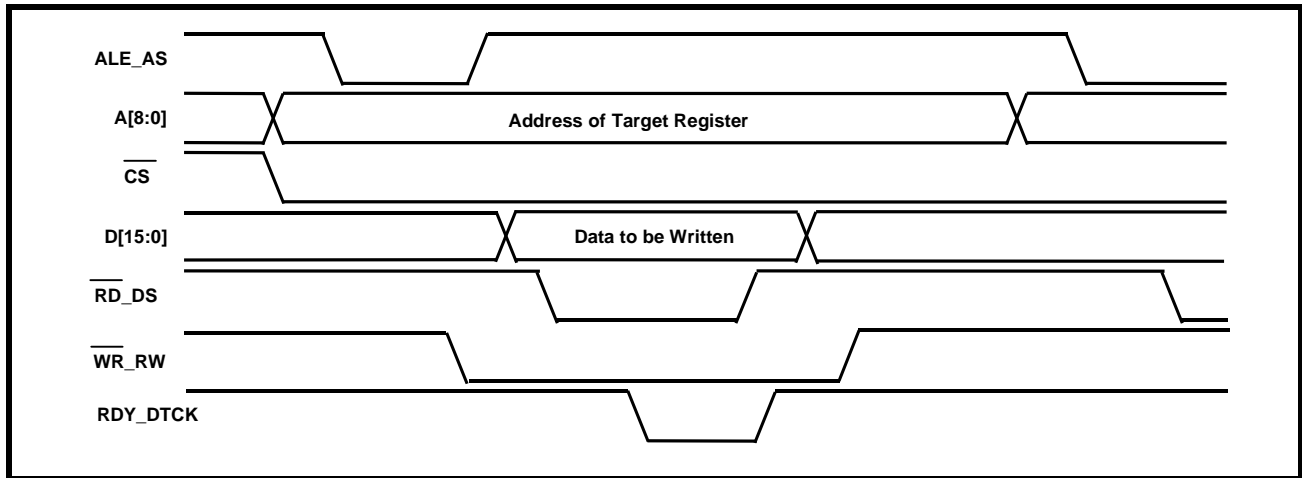 ALE_AS
A[8:0]
Address of Target Register
CS
D[15:0]
Data to be Written
RD_DS
WR_RW
RDY_DTCK